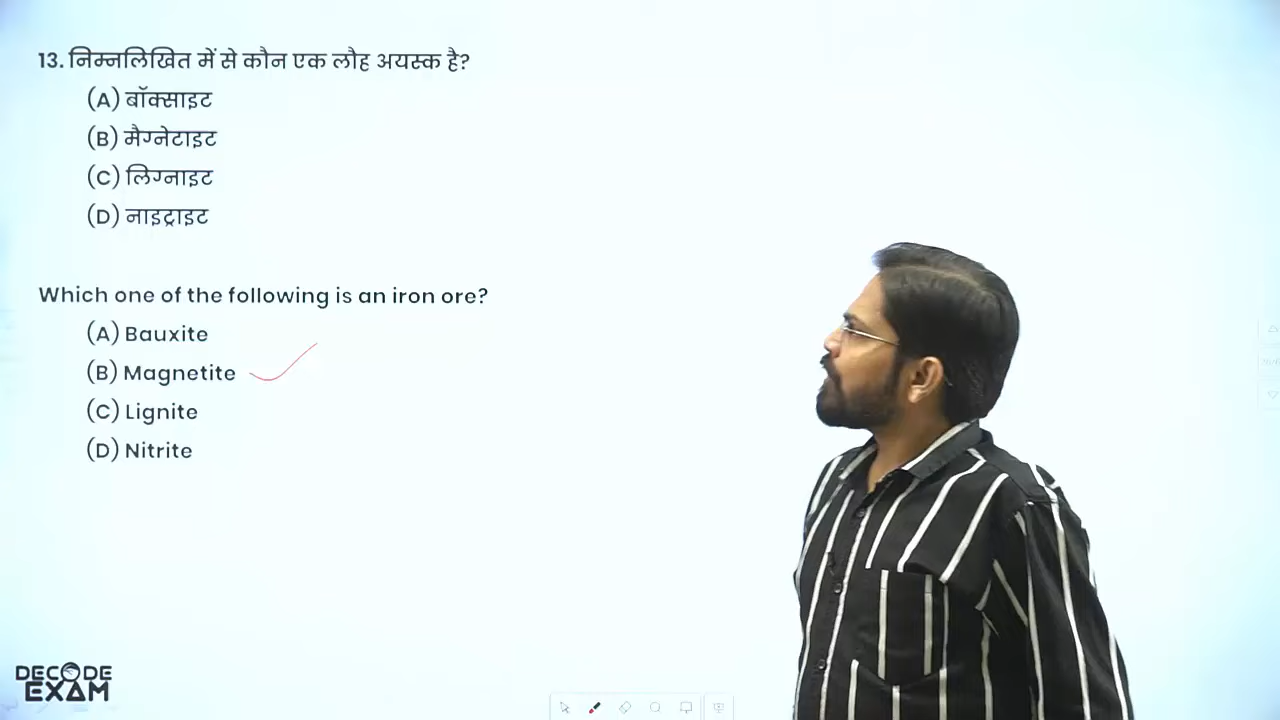 13. निम्नलिखित में से कौन एक लौह अयस्क है?
(A) बॉक्साइट
(B) मैग्नेटाइट
(C) लिग्नाइट
(D) नाइट्राइट
Which one of the following is an iron ore?
(A) Bauxite
(B) Magnetite
(C) Lignite
(D) Nitrite
DECODE
EXAM